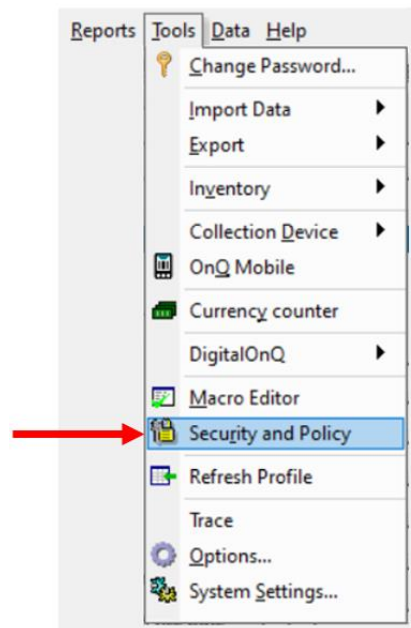 Reports Tools Data Help
Change Password...
Import Data
Export
Inventory
Collection Device
OnQ Mobile
Currency counter
DigitalOnQ
Macro Editor
Security and Policy
Refresh Profile
Trace
Options...
System Settings...